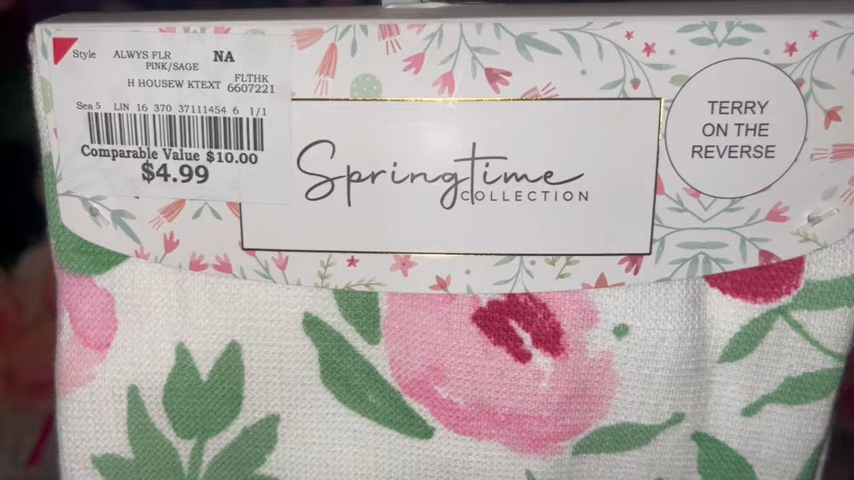 Style ALWYS FLR NA
PINK/SAGE
FLTHK
H HOUSEW KTEXT 6607221
Sea 5 LIN 16 370 37111454 6 1/1
Comparable Value $10.00
$4.99
Springtime
COLLECTION
TERRY
ON THE
REVERSE